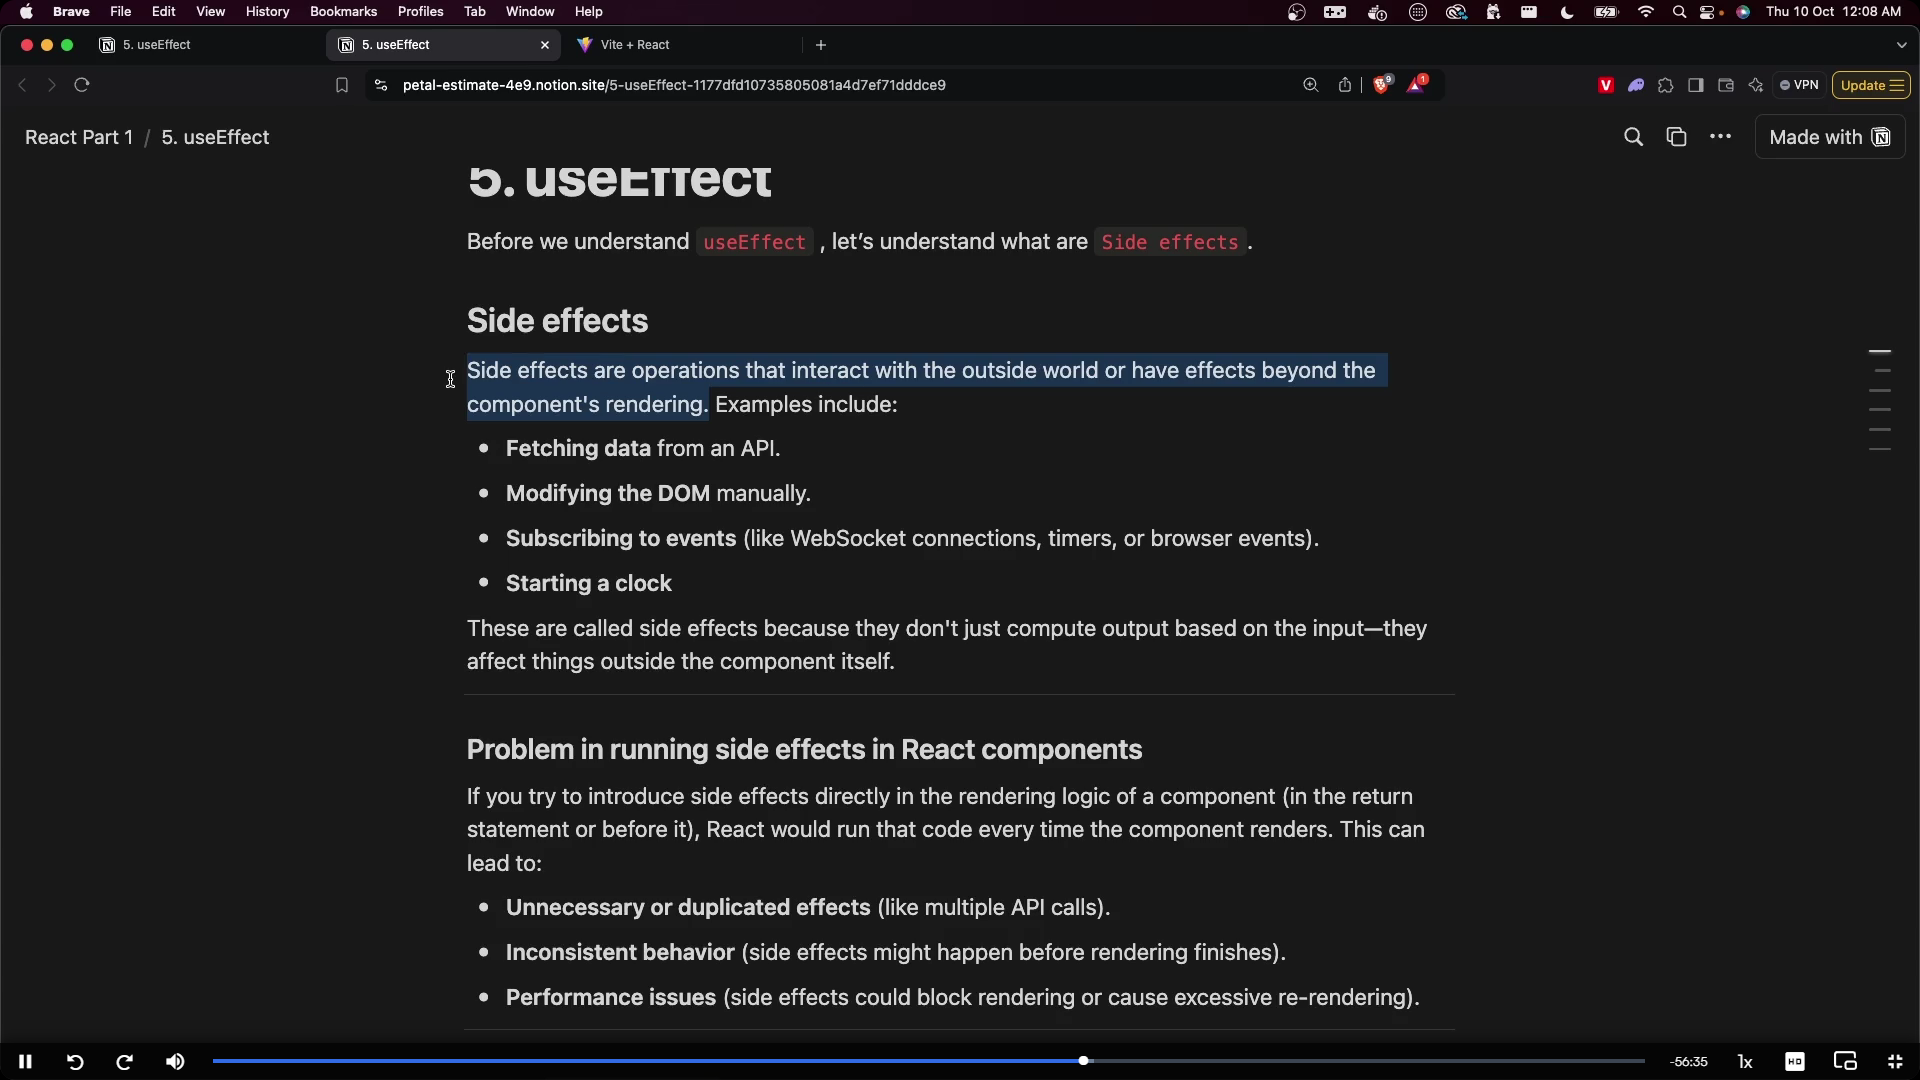 Brave File Edit View History Bookmarks Profiles Tab Window Help Thu 10 Oct 12:08 AM
5. useEffect 5. useEffect Vite + React
petal-estimate-4e9.notion.site/5-useEffect-1177dfd10735805081a4d7ef71dddce9 9 1 V VPN Update
React Part 1 / 5. useEffect Made with
5. useEffect
Before we understand useEffect , let’s understand what are Side effects .
Side effects
Side effects are operations that interact with the outside world or have effects beyond the
component's rendering. Examples include:
• Fetching data from an API.
• Modifying the DOM manually.
• Subscribing to events (like WebSocket connections, timers, or browser events).
• Starting a clock
These are called side effects because they don't just compute output based on the input—they
affect things outside the component itself.
Problem in running side effects in React components
If you try to introduce side effects directly in the rendering logic of a component (in the return
statement or before it), React would run that code every time the component renders. This can
lead to:
• Unnecessary or duplicated effects (like multiple API calls).
• Inconsistent behavior (side effects might happen before rendering finishes).
• Performance issues (side effects could block rendering or cause excessive re-rendering).
-56:35 1x HD